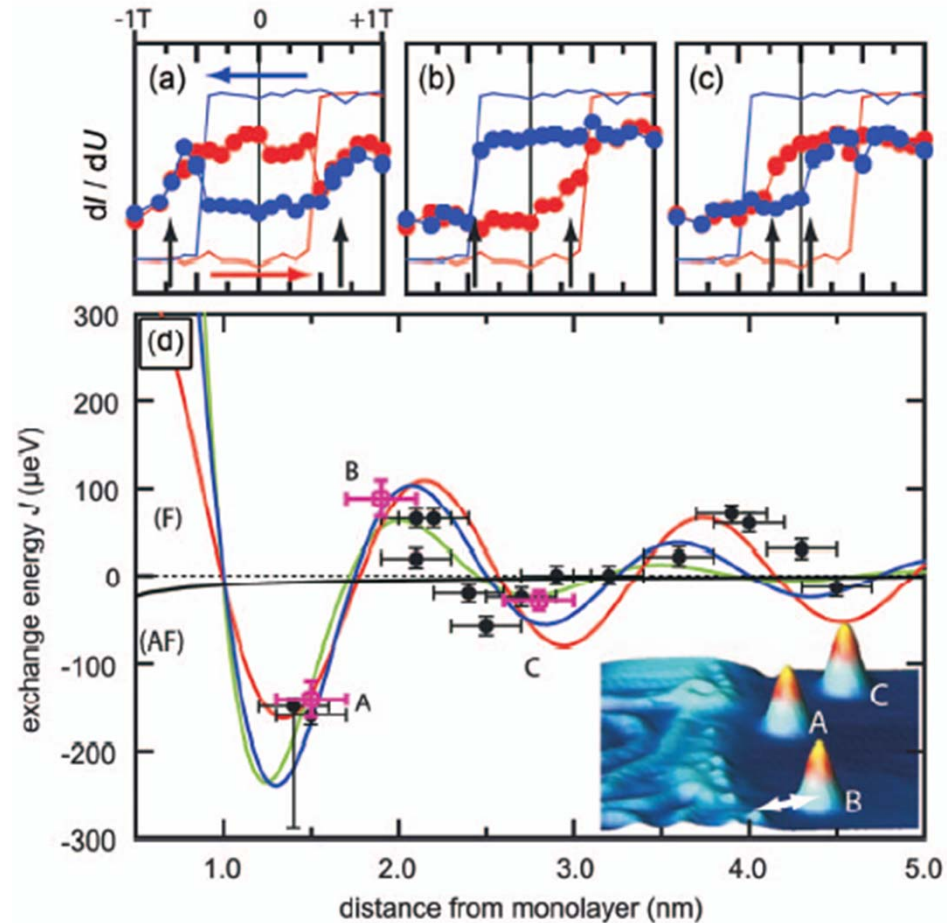 -1T 0 +1T
(a) (b) (c)
dI / dU
300
(d)
200
B
100
(F)
0
(AF)
C
-100
A
-200
C
A
B
-300
1.0 2.0 3.0 4.0 5.0
exchange energy J (µeV)
distance from monolayer (nm)